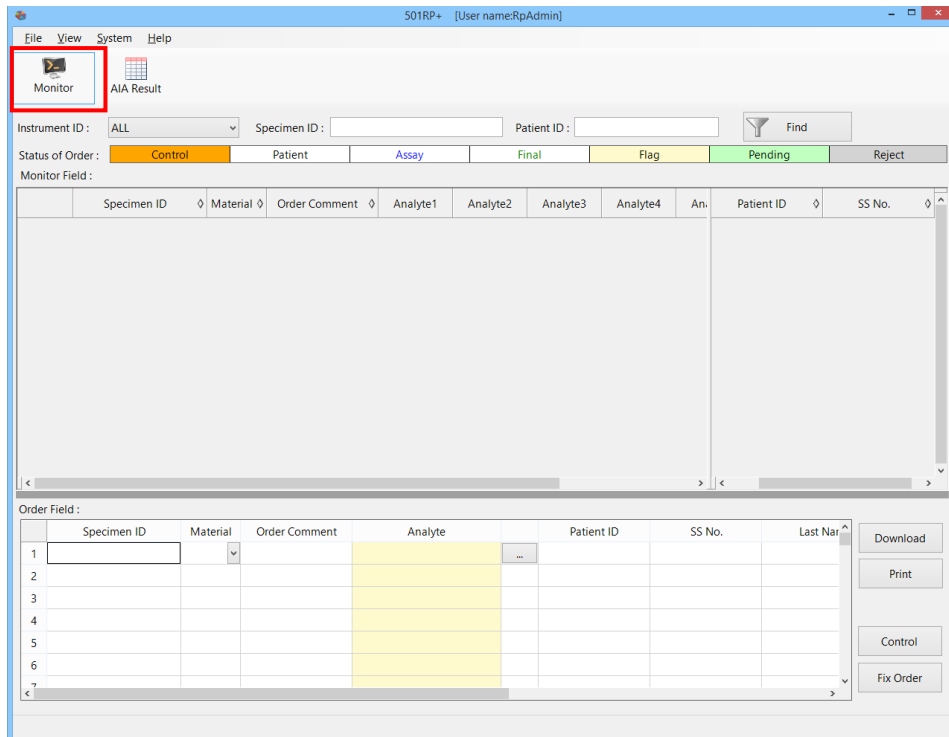 501RP+ [User name:RpAdmin]
File View System Help
Monitor AIA Result
Instrument ID : ALL Specimen ID : Patient ID : Find
Status of Order : Control Patient Assay Final Flag Pending Reject
Monitor Field :
Specimen ID Material Order Comment Analyte1 Analyte2 Analyte3 Analyte4 Patient ID SS No.
Order Field :
Specimen ID Material Order Comment Analyte Patient ID SS No. Last Nar
Download
1 ...
2
Print
3
4
5
Control
6
Fix Order
7